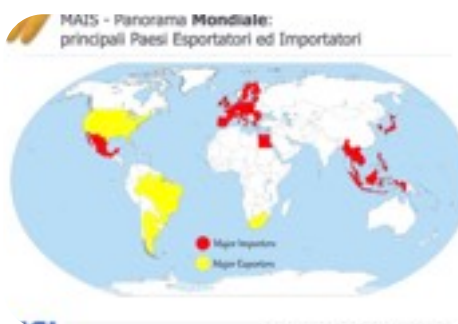 MAIS - Panorama Mondiale:
principali Paesi Esportatori ed Importatori
Major Importers
Major Exporters